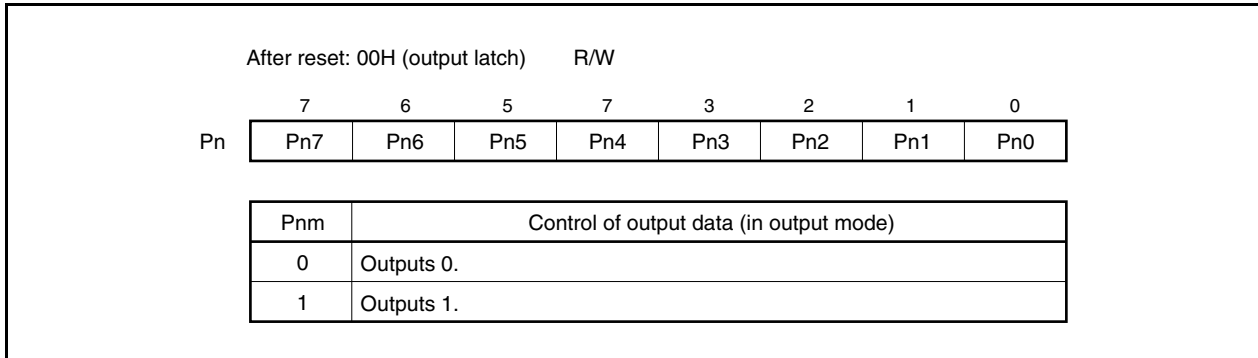 After reset: 00H (output latch) R/W
7 6 5 7 3 2 1 0
Pn Pn7 Pn6 Pn5 Pn4 Pn3 Pn2 Pn1 Pn0
Pnm Control of output data (in output mode)
0 Outputs 0.
1 Outputs 1.